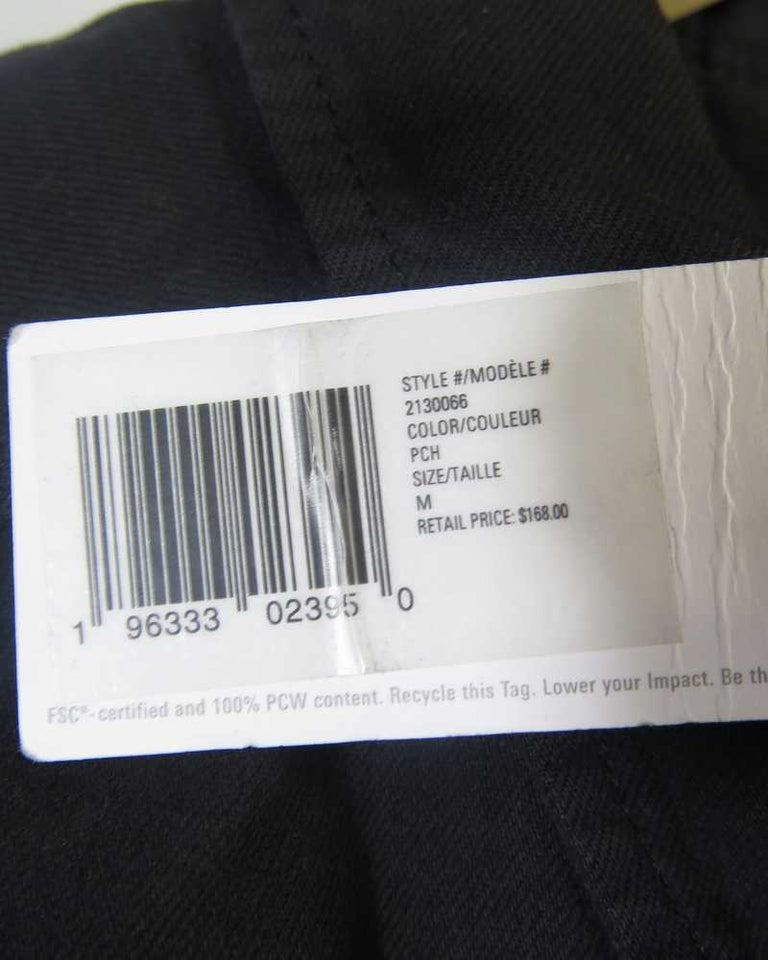 STYLE #/MODÈLE #
2130066
COLOR/COULEUR
PCH
SIZE/TAILLE
M
RETAIL PRICE: $168.00
1 96333 02395 0
FSC®-certified and 100% PCW content. Recycle this Tag. Lower your Impact. Be th